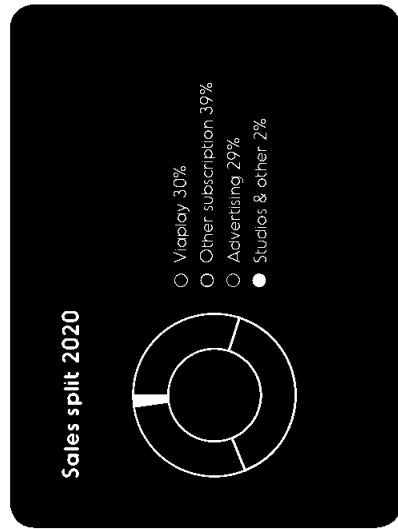 Sales split 2020
Viaplay 30%
Other subscription 39%
Advertising 29%
Studios & other 2%